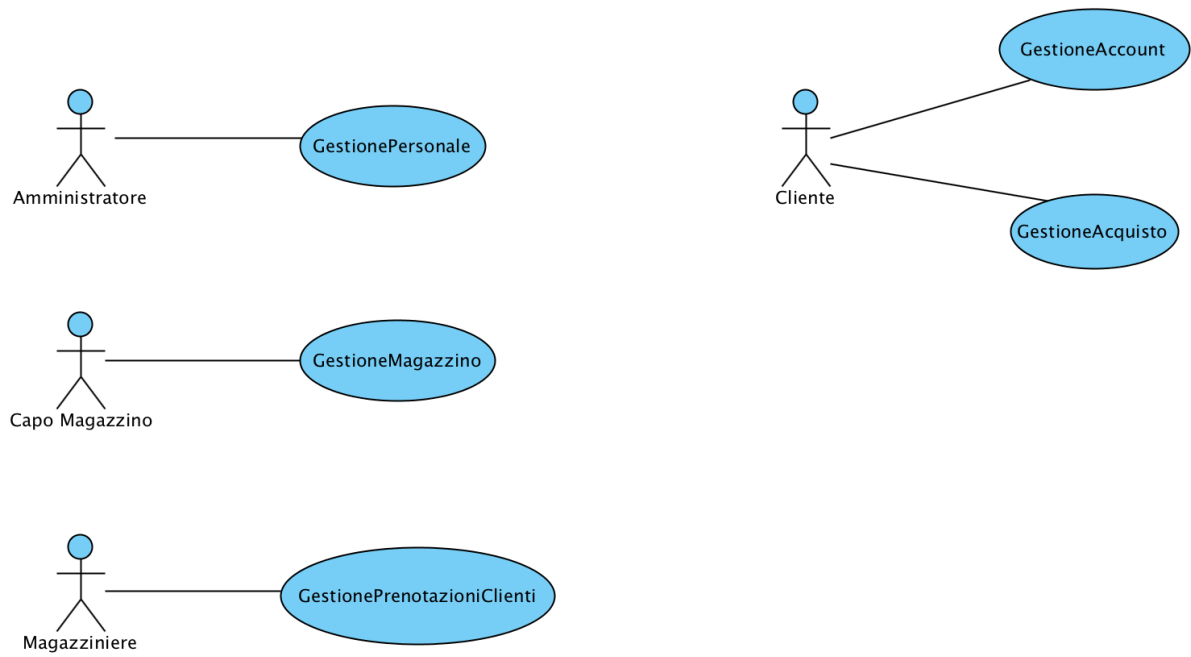 GestioneAccount
GestionePersonale
Amministratore
Cliente
GestioneAcquisto
GestioneMagazzino
Capo Magazzino
GestionePrenotazioniClienti
Magazziniere